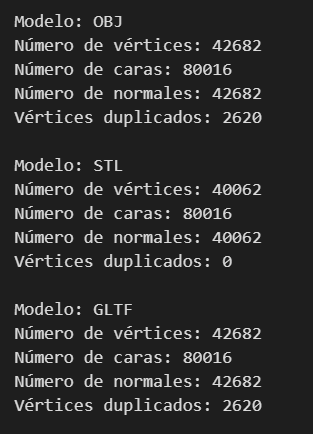 Modelo: OBJ
Número de vértices: 42682
Número de caras: 80016
Número de normales: 42682
Vértices duplicados: 2620
Modelo: STL
Número de vértices: 40062
Número de caras: 80016
Número de normales: 40062
Vértices duplicados: 0
Modelo: GLTF
Número de vértices: 42682
Número de caras: 80016
Número de normales: 42682
Vértices duplicados: 2620